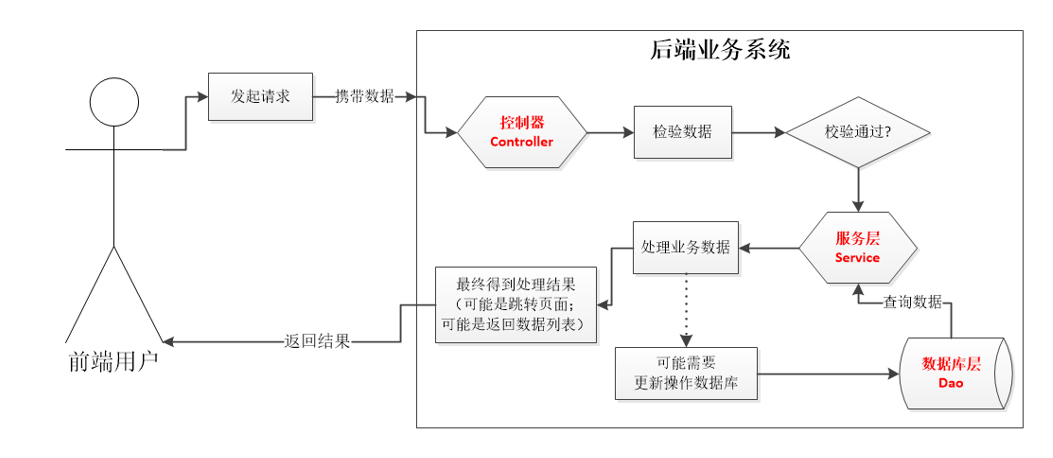 后端业务系统
发起请求
携带数据
控制器
Controller
检验数据
校验通过?
服务层
Service
处理业务数据
最终得到处理结果
（可能是跳转页面；
可能是返回数据列表）
查询数据
返回结果
前端用户
可能需要
更新操作数据库
数据库层
Dao